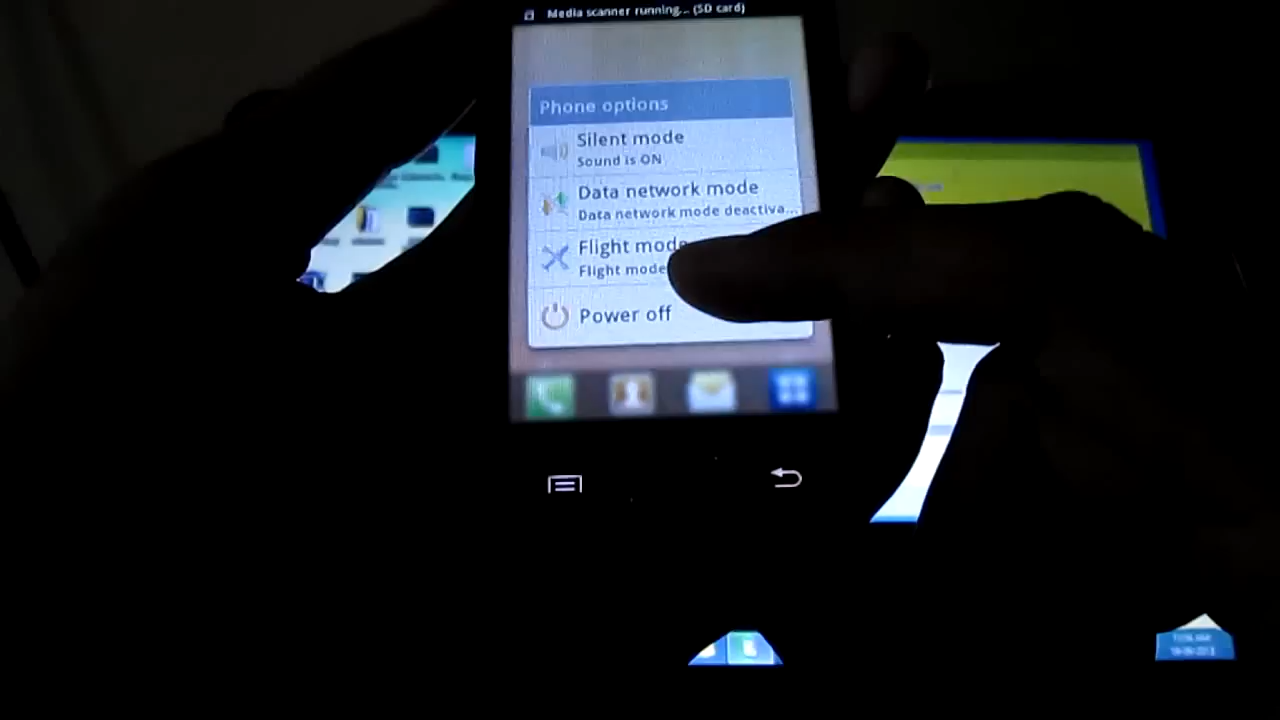 Media scanner running... (SD card)
Phone options
Silent mode
Sound is ON
Data network mode
Data network mode deactiva...
Flight mode
Flight mode
Power off